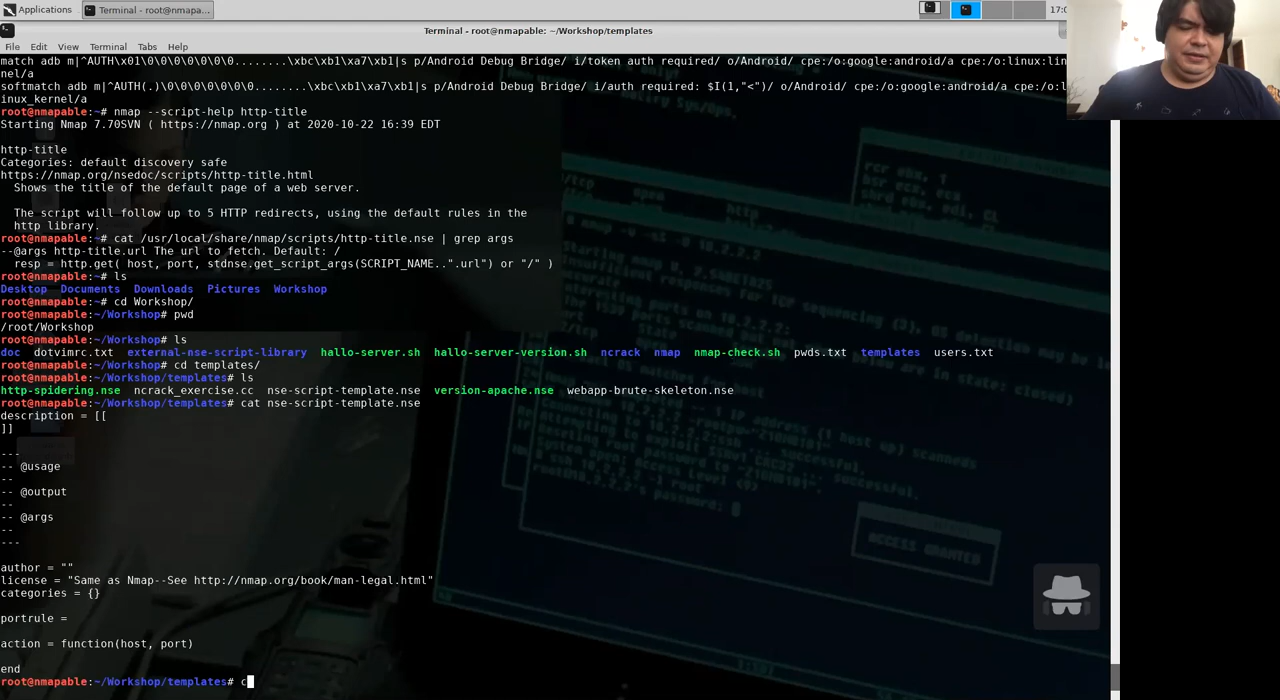 Applications
Terminal - root@nmapa...
17:0
Terminal - root@nmapable: ~/Workshop/templates
File Edit View Terminal Tabs Help
match adb m|^AUTH\x01\0\0\0\0\0\0\0........\xbc\xb1\xa7\xb1|s p/Android Debug Bridge/ i/token auth required/ o/Android/ cpe:/o:google:android/a cpe:/o:linux:lin
nel/a
softmatch adb m|^AUTH(.)\0\0\0\0\0\0\0........\xbc\xb1\xa7\xb1|s p/Android Debug Bridge/ i/auth required: $I(1,"<")/ o/Android/ cpe:/o:google:android/a cpe:/o:l
inux_kernel/a
root@nmapable:~# nmap --script-help http-title
Starting Nmap 7.70SVN ( https://nmap.org ) at 2020-10-22 16:39 EDT
http-title
Categories: default discovery safe
https://nmap.org/nsedoc/scripts/http-title.html
  Shows the title of the default page of a web server.
  The script will follow up to 5 HTTP redirects, using the default rules in the
  http library.
root@nmapable:~# cat /usr/local/share/nmap/scripts/http-title.nse | grep args
--@args http-title.url The url to fetch. Default: /
  resp = http.get( host, port, stdnse.get_script_args(SCRIPT_NAME..".url") or "/" )
root@nmapable:~# ls
Desktop Documents Downloads Pictures Workshop
root@nmapable:~# cd Workshop/
root@nmapable:~/Workshop# pwd
/root/Workshop
root@nmapable:~/Workshop# ls
doc dotvimrc.txt external-nse-script-library hallo-server.sh hallo-server-version.sh ncrack nmap nmap-check.sh pwds.txt templates users.txt
root@nmapable:~/Workshop# cd templates/
root@nmapable:~/Workshop/templates# ls
http-spidering.nse ncrack_exercise.cc nse-script-template.nse version-apache.nse webapp-brute-skeleton.nse
root@nmapable:~/Workshop/templates# cat nse-script-template.nse
description = [[
]]
---
-- @usage
--
-- @output
--
-- @args
--
---
author = ""
license = "Same as Nmap--See http://nmap.org/book/man-legal.html"
categories = {}
portrule =
action = function(host, port)
end
root@nmapable:~/Workshop/templates# c
ACCESS GRANTED